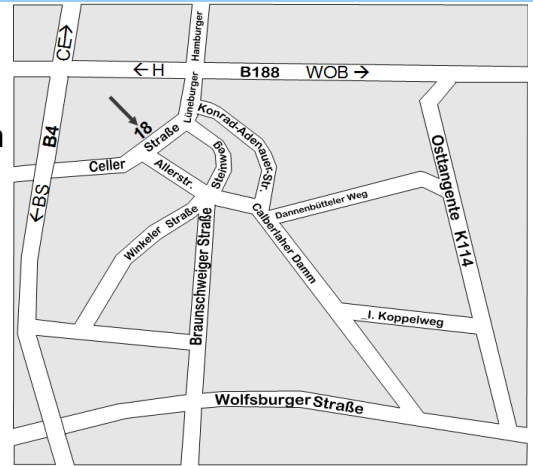 CE→
Hamburger
←H
B188
WOB →
Lüneburger
18
Konrad-Adenauer-Str.
B4
Straße
Celler
Steinweg
Allerstr.
Osttangente K114
←BS
Dannenbütteler Weg
Winkeler Straße
Braunschweiger Straße
Calberlaher Damm
_I. Koppelweg
Wolfsburger Straße